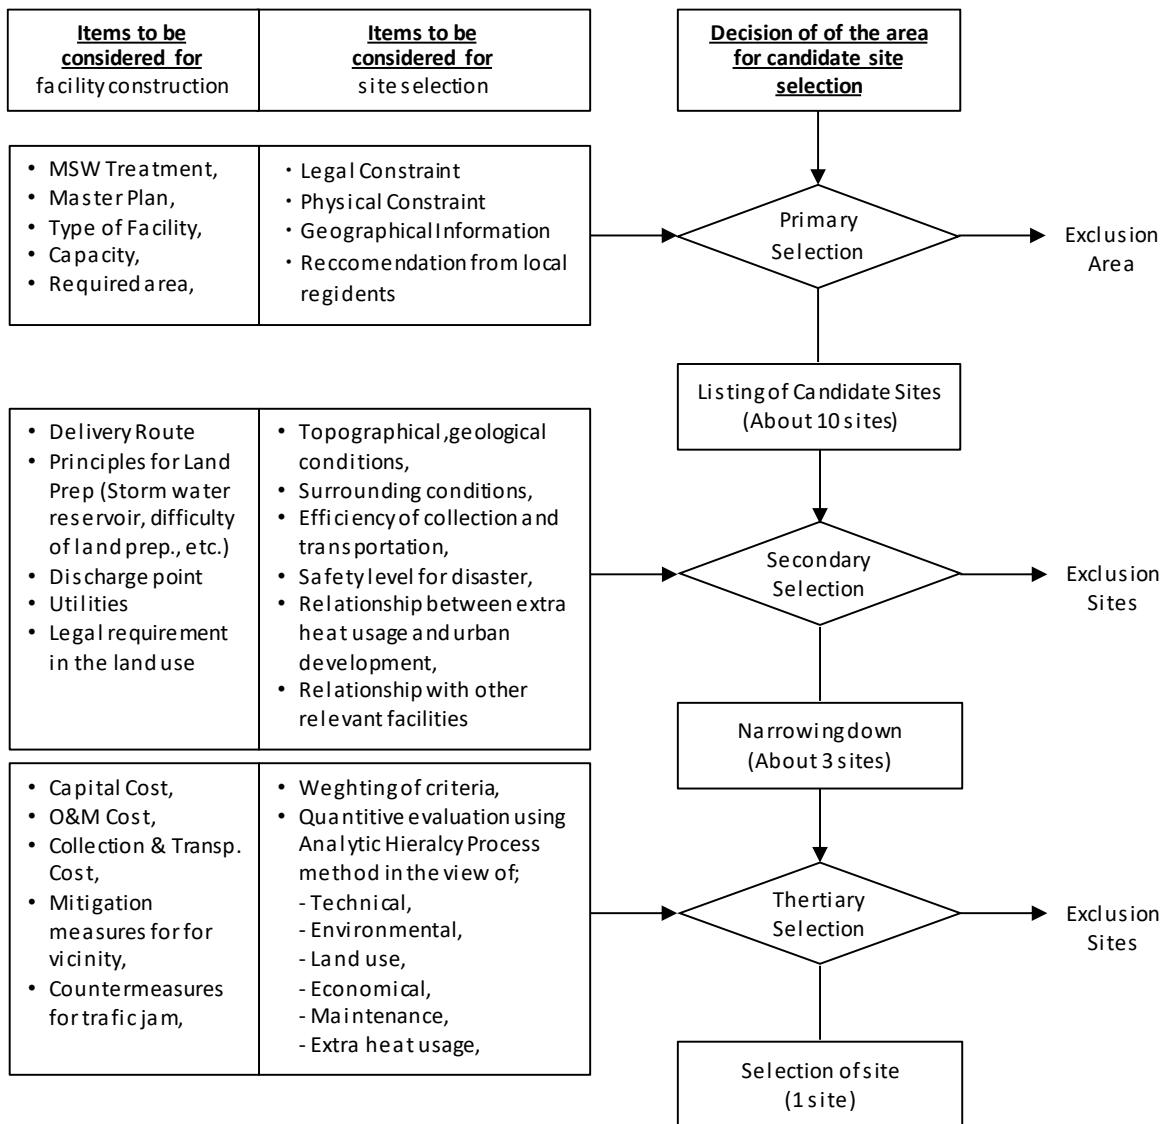 Items to be
considered for
facility construction
Items to be
considered for
site selection
Decision of of the area
for candidate site
selection
• MSW Treatment,
• Master Plan,
• Type of Facility,
• Capacity,
• Required area,
・Legal Constraint
・Physical Constraint
・Geographical Information
・Reccomendation from local
regidents
Primary
Selection
Exclusion
Area
Listing of Candidate Sites
(About 10 sites)
• Delivery Route
• Principles for Land
Prep (Storm water
reservoir, difficulty
of land prep., etc.)
• Discharge point
• Utilities
• Legal requirement
in the land use
• Topographical ,geological
conditions,
• Surrounding conditions,
• Efficiency of collection and
transportation,
• Safety level for disaster,
• Relationship between extra
heat usage and urban
development,
• Relationship with other
relevant facilities
Secondary
Selection
Exclusion
Sites
Narrowing down
(About 3 sites)
• Capital Cost,
• O&M Cost,
• Collection & Transp.
Cost,
• Mitigation
measures for for
vicinity,
• Countermeasures
for trafic jam,
• Weghting of criteria,
• Quantitive evaluation using
Analytic Hieralcy Process
method in the view of;
- Technical,
- Environmental,
- Land use,
- Economical,
- Maintenance,
- Extra heat usage,
Thertiary
Selection
Exclusion
Sites
Selection of site
(1 site)